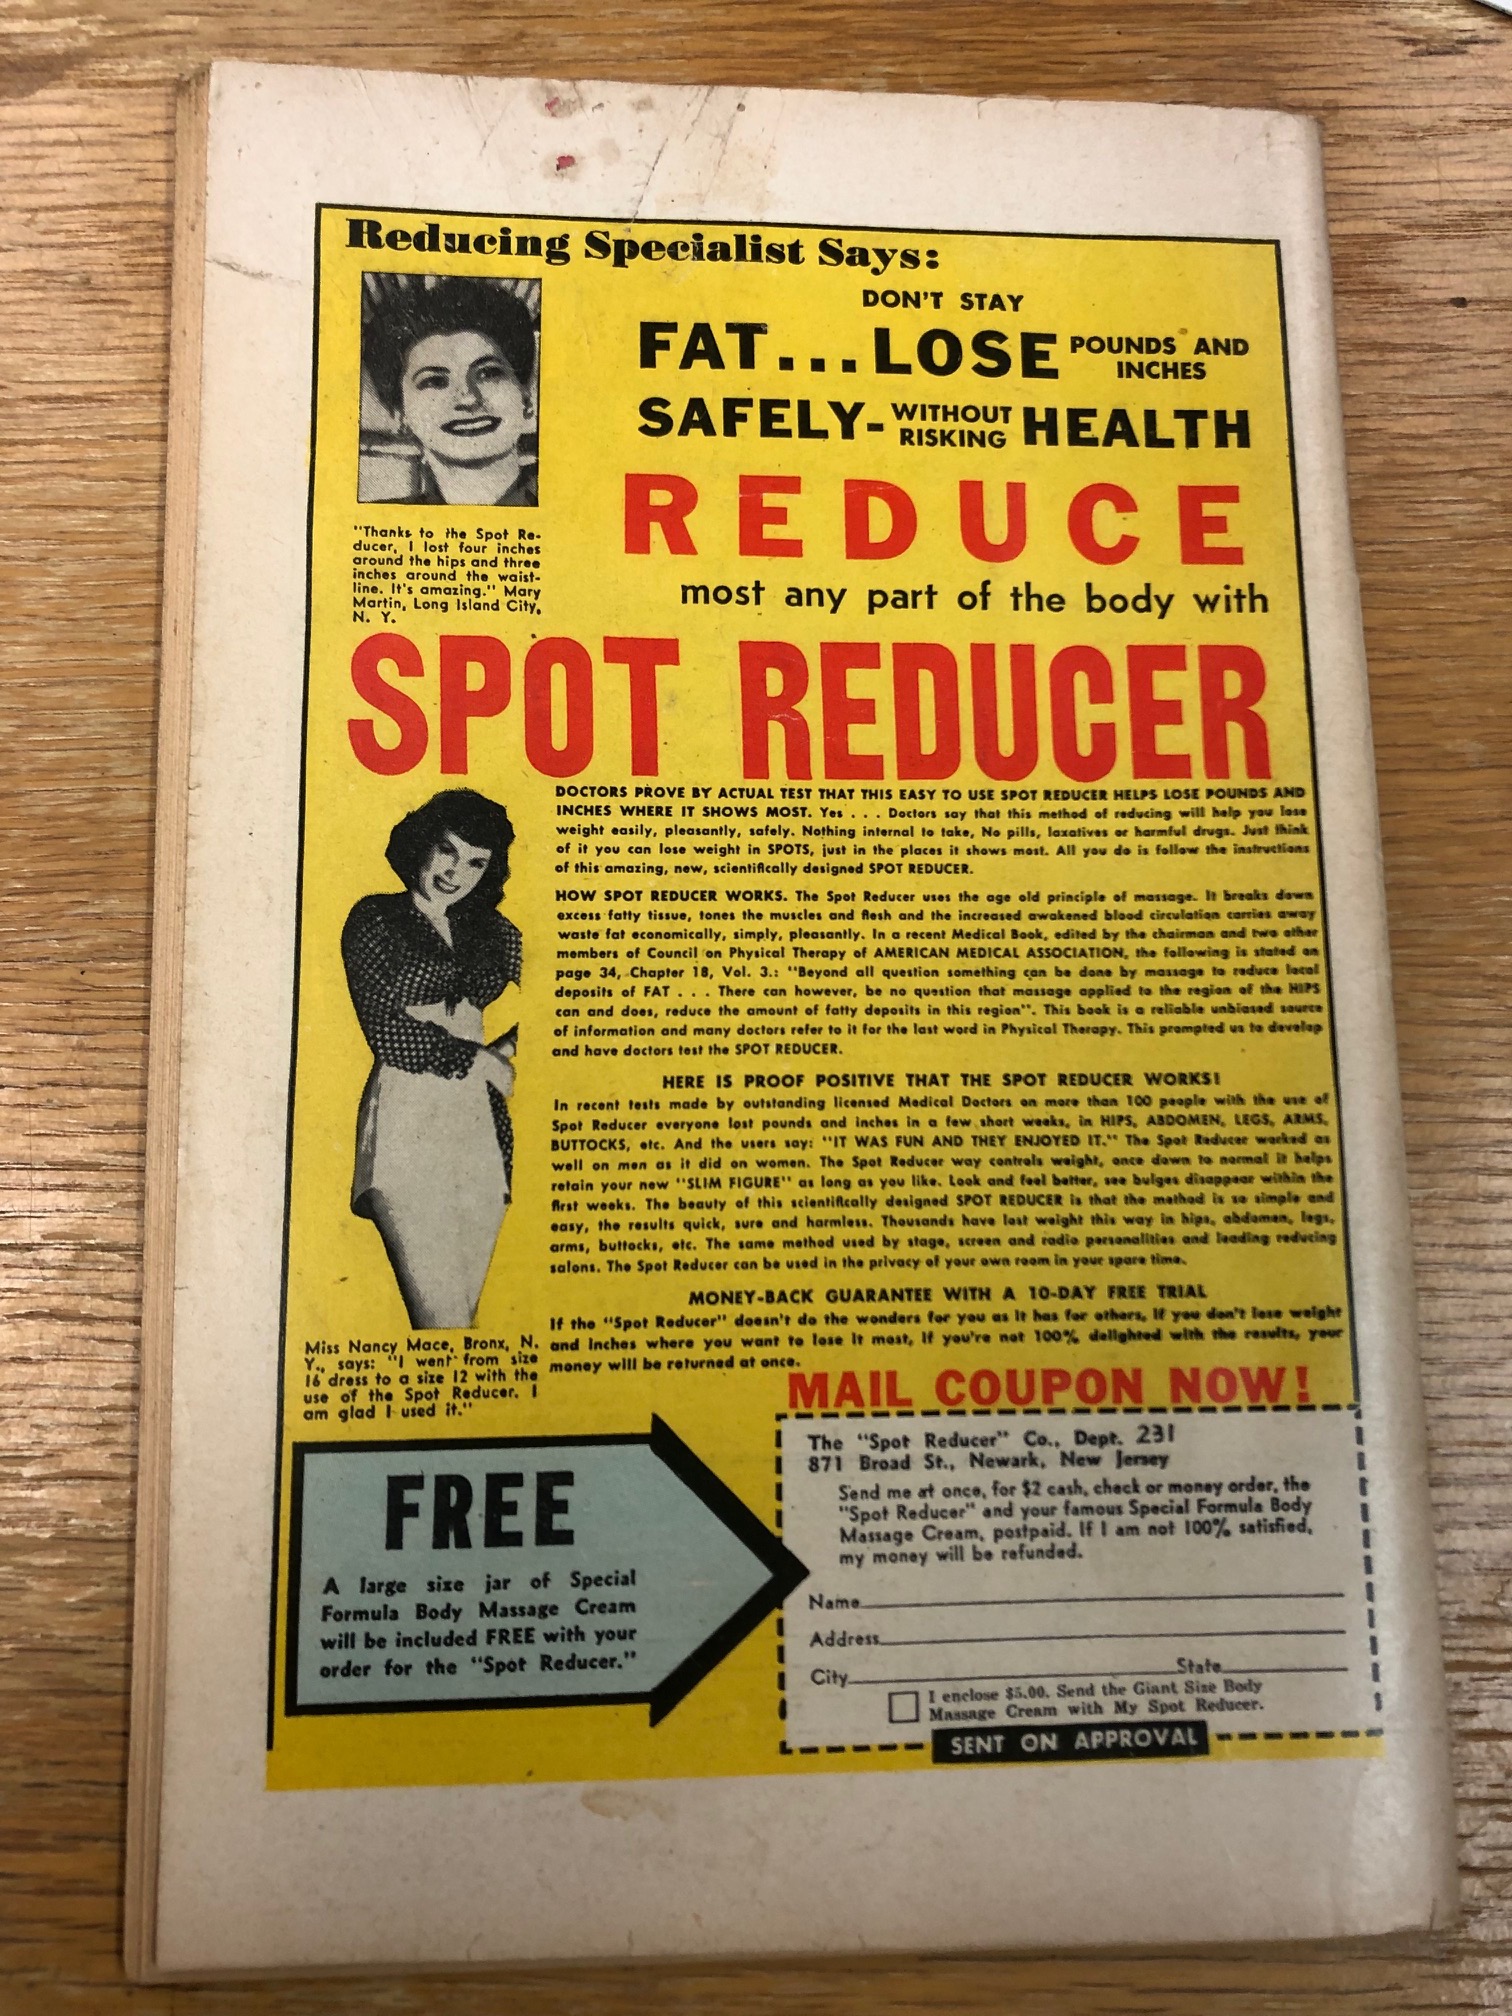 Reducing Specialist Says:
DON'T STAY
FAT...LOSE POUNDS AND INCHES
SAFELY- WITHOUT RISKING HEALTH
REDUCE
most any part of the body with
SPOT REDUCER
"Thanks to the Spot Re-
ducer, I lost four inches
around the hips and three
inches around the waist-
line. It's amazing." Mary
Martin, Long Island City,
N. Y.
DOCTORS PROVE BY ACTUAL TEST THAT THIS EASY TO USE SPOT REDUCER HELPS LOSE POUNDS AND
INCHES WHERE IT SHOWS MOST. Yes . . . Doctors say that this method of reducing will help you lose
weight easily, pleasantly, safely. Nothing internal to take, No pills, laxatives or harmful drugs. Just think
of it you can lose weight in SPOTS, just in the places it shows most. All you do is follow the instructions
of this amazing, new, scientifically designed SPOT REDUCER.
HOW SPOT REDUCER WORKS. The Spot Reducer uses the age old principle of massage. It breaks down
excess fatty tissue, tones the muscles and flesh and the increased awakened blood circulation carries away
waste fat economically, simply, pleasantly. In a recent Medical Book, edited by the chairman and two other
members of Council on Physical Therapy of AMERICAN MEDICAL ASSOCIATION, the following is stated on
page 34, Chapter 18, Vol. 3.: "Beyond all question something can be done by massage to reduce local
deposits of FAT . . . There can however, be no question that massage applied to the region of the HIPS
can and does, reduce the amount of fatty deposits in this region". This book is a reliable unbiased source
of information and many doctors refer to it for the last word in Physical Therapy. This prompted us to develop
and have doctors test the SPOT REDUCER.
HERE IS PROOF POSITIVE THAT THE SPOT REDUCER WORKS!
In recent tests made by outstanding licensed Medical Doctors on more than 100 people with the use of
Spot Reducer everyone lost pounds and inches in a few short weeks, in HIPS, ABDOMEN, LEGS, ARMS,
BUTTOCKS, etc. And the users say: "IT WAS FUN AND THEY ENJOYED IT." The Spot Reducer worked as
well on men as it did on women. The Spot Reducer way controls weight, once down to normal it helps
retain your new "SLIM FIGURE" as long as you like. Look and feel better, see bulges disappear within the
first weeks. The beauty of this scientifically designed SPOT REDUCER is that the method is so simple and
easy, the results quick, sure and harmless. Thousands have lost weight this way in hips, abdomen, legs,
arms, buttocks, etc. The same method used by stage, screen and radio personalities and leading reducing
salons. The Spot Reducer can be used in the privacy of your own room in your spare time.
MONEY-BACK GUARANTEE WITH A 10-DAY FREE TRIAL
If the "Spot Reducer" doesn't do the wonders for you as it has for others, if you don't lose weight
and inches where you want to lose it most, if you're not 100% delighted with the results, your
money will be returned at once.
Miss Nancy Mace, Bronx, N.
Y., says: "I went from size
16 dress to a size 12 with the
use of the Spot Reducer. I
am glad I used it."
MAIL COUPON NOW!
FREE
A large size jar of Special
Formula Body Massage Cream
will be included FREE with your
order for the "Spot Reducer."
The "Spot Reducer" Co., Dept. 231
871 Broad St., Newark, New Jersey
Send me at once, for $2 cash, check or money order, the
"Spot Reducer" and your famous Special Formula Body
Massage Cream, postpaid. If I am not 100% satisfied,
my money will be refunded.
Name
Address
City State
I enclose $5.00. Send the Giant Size Body
Massage Cream with My Spot Reducer.
SENT ON APPROVAL